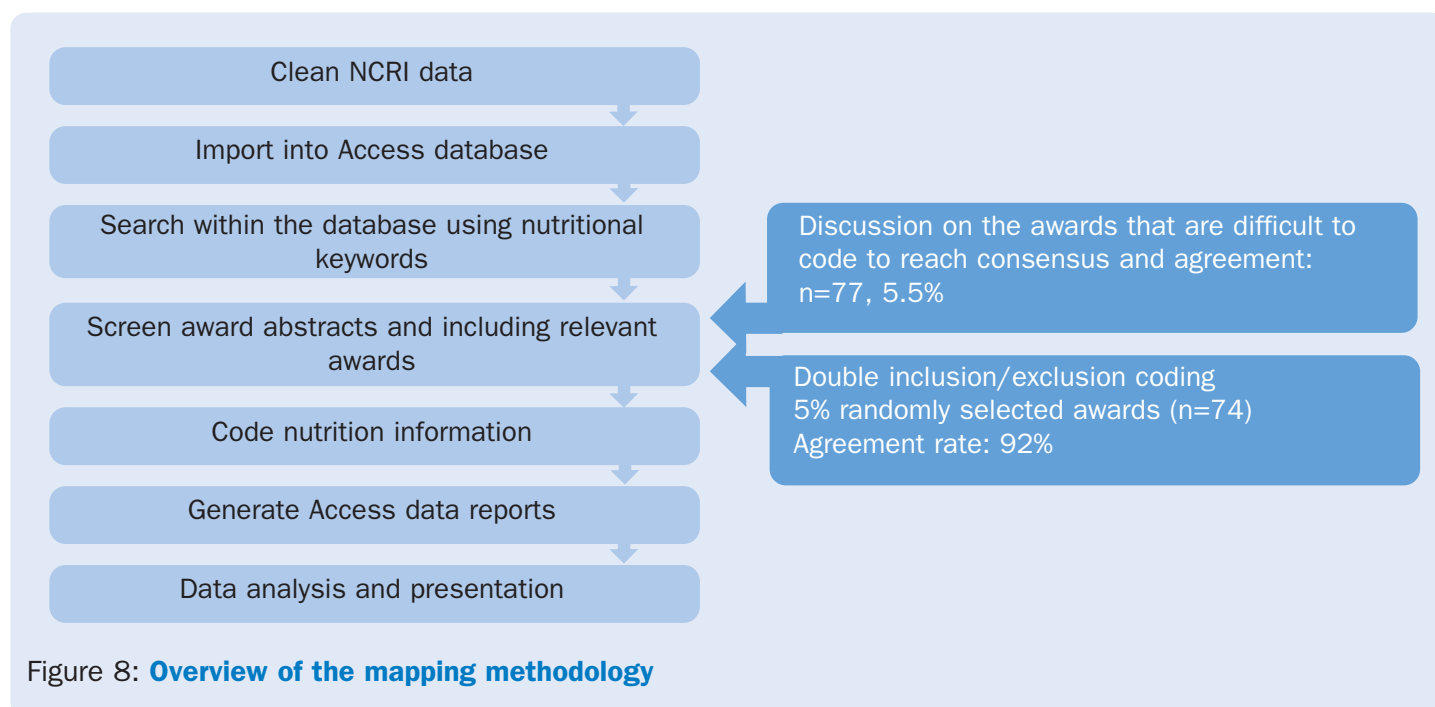 Clean NCRI data
Import into Access database
Search within the database using nutritional
keywords
Screen award abstracts and including relevant
awards
Code nutrition information
Generate Access data reports
Data analysis and presentation
Discussion on the awards that are difficult to
code to reach consensus and agreement:
n=77, 5.5%
Double inclusion/exclusion coding
5% randomly selected awards (n=74)
Agreement rate: 92%
Figure 8: Overview of the mapping methodology